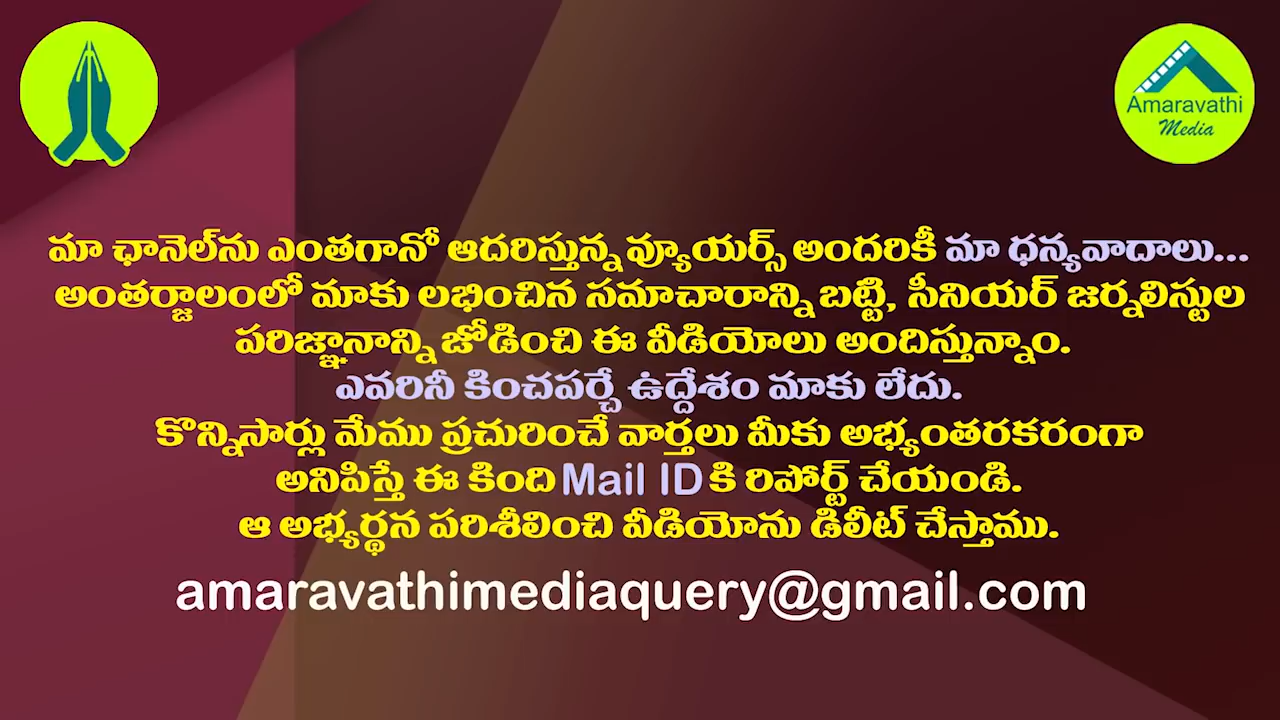 Amaravathi
Media
మా ఛానెల్‌ను ఎంతగానో ఆదరిస్తున్న వ్యూయర్స్ అందరికీ మా ధన్యవాదాలు...
అంతర్జాలంలో మాకు లభించిన సమాచారాన్ని బట్టి, సీనియర్ జర్నలిస్టుల
పరిజ్ఞానాన్ని జోడించి ఈ వీడియోలు అందిస్తున్నాం.
ఎవరినీ కించపర్చే ఉద్దేశం మాకు లేదు.
కొన్నిసార్లు మేము ప్రచురించే వార్తలు మీకు అభ్యంతరకరంగా
అనిపిస్తే ఈ కింది Mail ID కి రిపోర్ట్ చేయండి.
ఆ అభ్యర్థన పరిశీలించి వీడియోను డిలీట్ చేస్తాము.
amaravathimediaquery@gmail.com